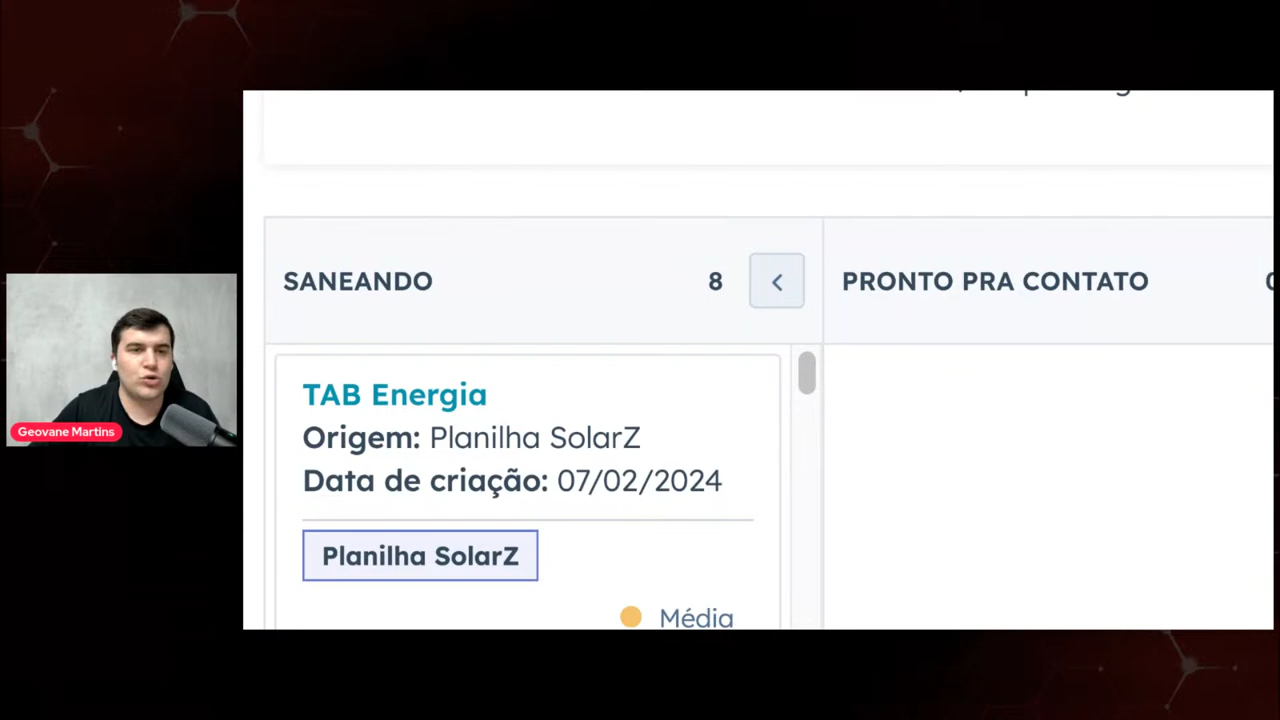 SANEANDO 8
PRONTO PRA CONTATO
TAB Energia
Origem: Planilha SolarZ
Data de criação: 07/02/2024
Planilha SolarZ
Média
Geovane Martins